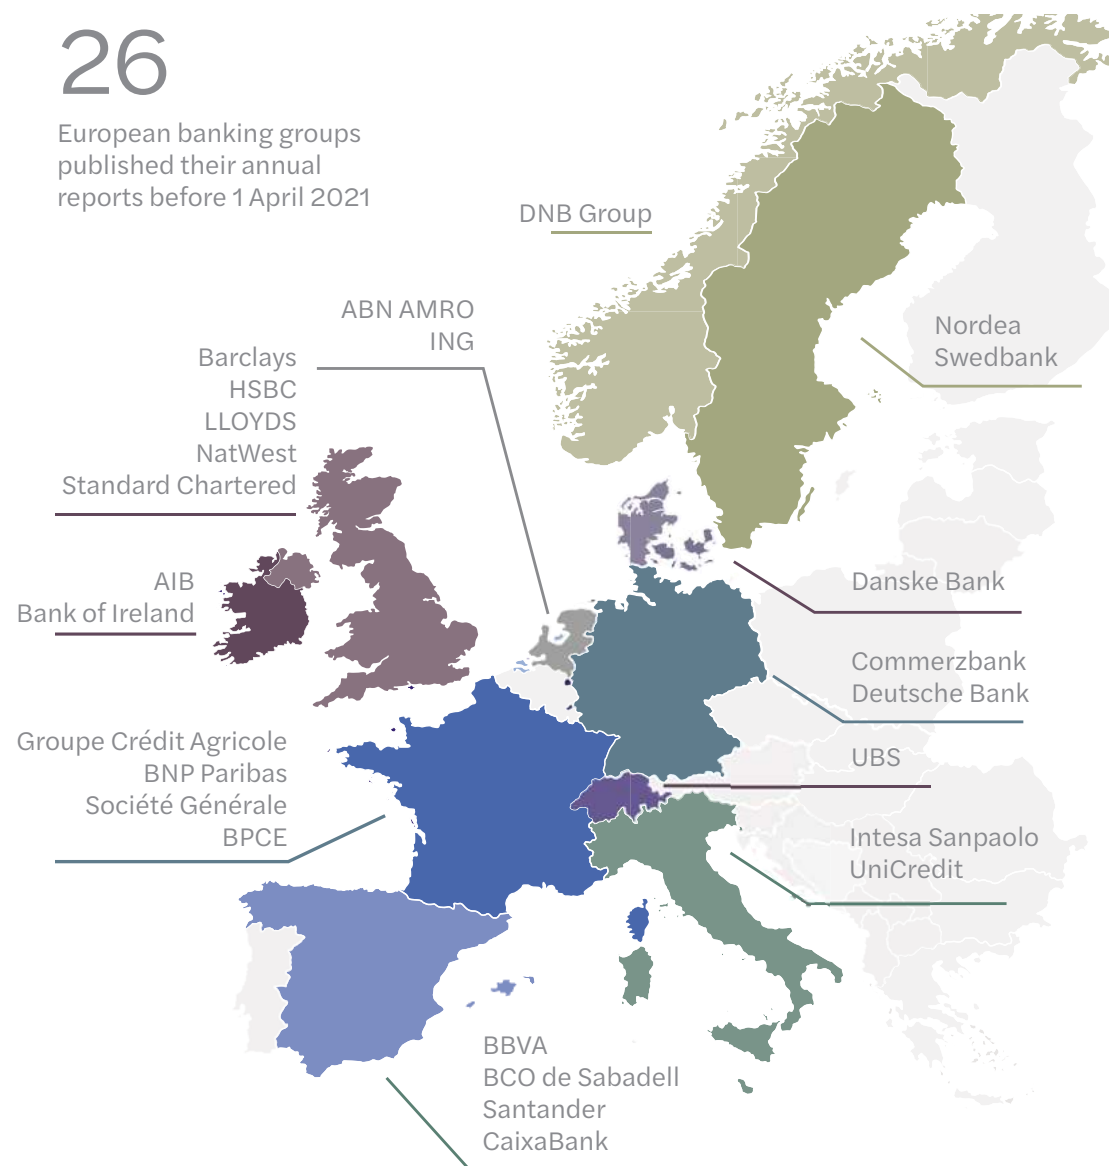 26
European banking groups
published their annual
reports before 1 April 2021
DNB Group
ABN AMRO
ING
Nordea
Swedbank
Barclays
HSBC
LLOYDS
NatWest
Standard Chartered
AIB
Bank of Ireland
Danske Bank
Commerzbank
Deutsche Bank
Groupe Crédit Agricole
BNP Paribas
Société Générale
BPCE
UBS
Intesa Sanpaolo
UniCredit
BBVA
BCO de Sabadell
Santander
CaixaBank